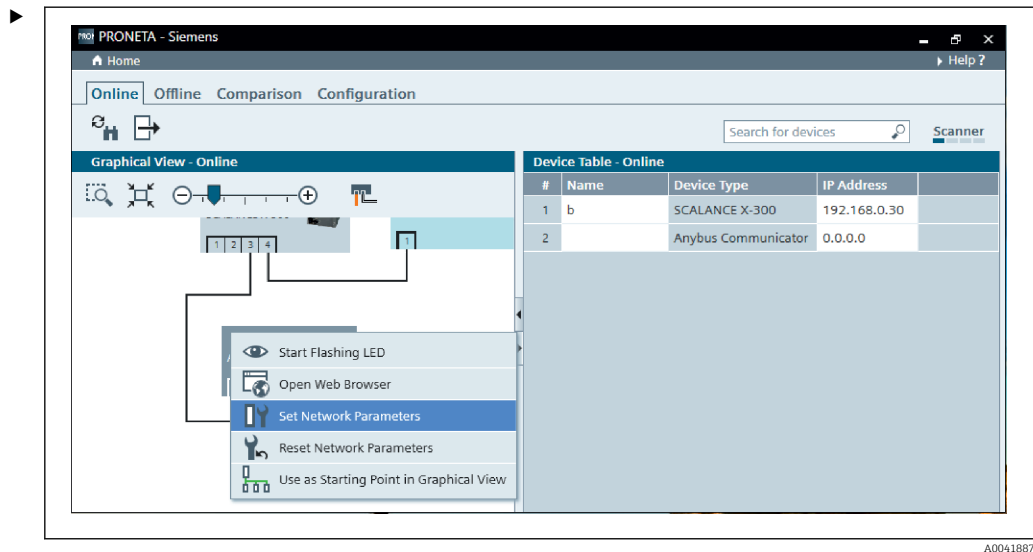 PRONETA - Siemens
Home
Help ?
Online Offline Comparison Configuration
Search for devices
Scanner
Graphical View - Online
Device Table - Online
# Name Device Type IP Address
1 b SCALANCE X-300 192.168.0.30
2 Anybus Communicator 0.0.0.0
1 2 3 4
1
Start Flashing LED
Open Web Browser
Set Network Parameters
Reset Network Parameters
Use as Starting Point in Graphical View
A0041887